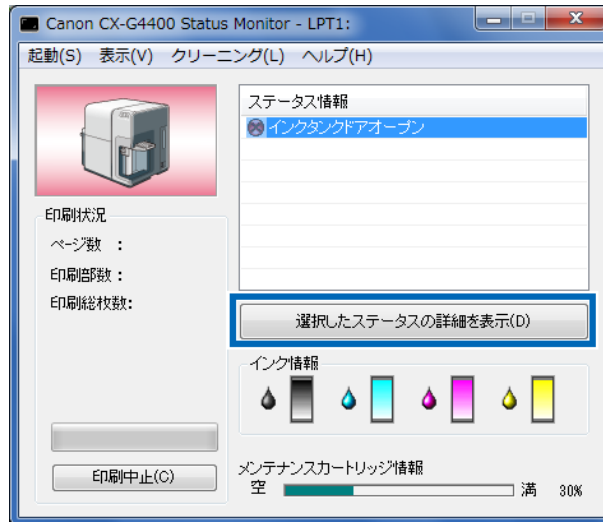 Canon CX-G4400 Status Monitor - LPT1:
起動(S) 表示(V) クリーニング(L) ヘルプ(H)
ステータス情報
インクタンクドアオープン
印刷状況
ページ数 :
印刷部数 :
印刷総枚数:
選択したステータスの詳細を表示(D)
インク情報
印刷中止(C)
メンテナンスカートリッジ情報
空 満 30%